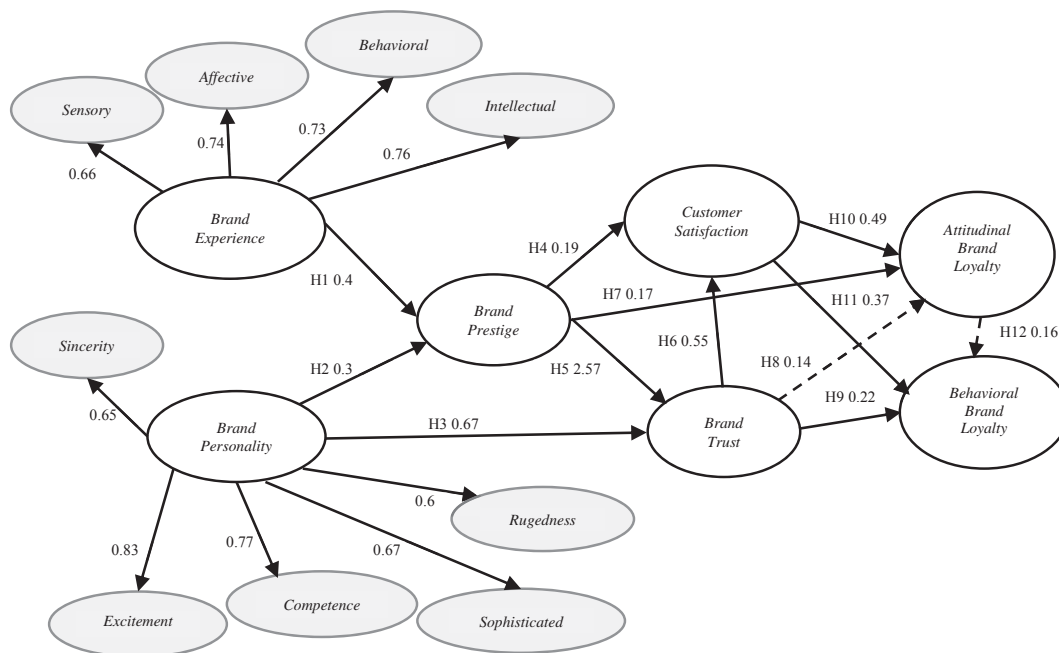 Behavioral
Affective
Sensory
Intellectual
0.66
0.74
0.73
0.76
Brand
Experience
Customer
Satisfaction
Attitudinal
Brand
Loyalty
H10 0.49
H4 0.19
H1 0.4
H7 0.17
H11 0.37
Brand
Prestige
Sincerity
H6 0.55
H12 0.16
H2 0.3
H5 2.57
H8 0.14
0.65
H9 0.22
Behavioral
Brand
Loyalty
Brand
Personality
H3 0.67
Brand
Trust
0.6
Rugedness
0.83
0.77
0.67
Excitement
Competence
Sophisticated